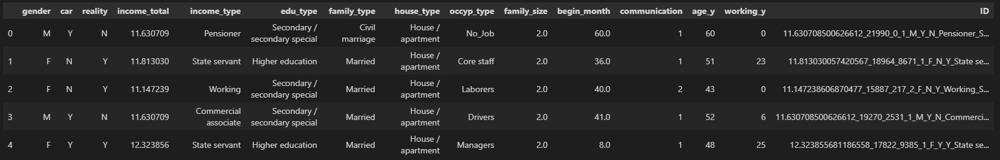 gender car reality income_total income_type edu_type family_type house_type occyp_type family_size begin_month communication age_y working_y ID
0 M Y N 11.630709 Pensioner Secondary / secondary special Civil marriage House / apartment No_Job 2.0 60.0 1 60 0 11.630708500626612_21990_0_1_M_Y_N_Pensioner_S...
1 F N Y 11.813030 State servant Higher education Married House / apartment Core staff 2.0 36.0 1 51 23 11.813030057420567_18964_8671_1_F_N_Y_State se...
2 F N Y 11.147239 Working Secondary / secondary special Married House / apartment Laborers 2.0 40.0 2 43 0 11.147238606870477_15887_217_2_F_N_Y_Working_S...
3 M Y N 11.630709 Commercial associate Secondary / secondary special Married House / apartment Drivers 2.0 41.0 1 52 6 11.630708500626612_19270_2531_1_M_Y_N_Commerci...
4 F Y Y 12.323856 State servant Higher education Married House / apartment Managers 2.0 8.0 1 48 25 12.323855681186558_17822_9385_1_F_Y_Y_State se...